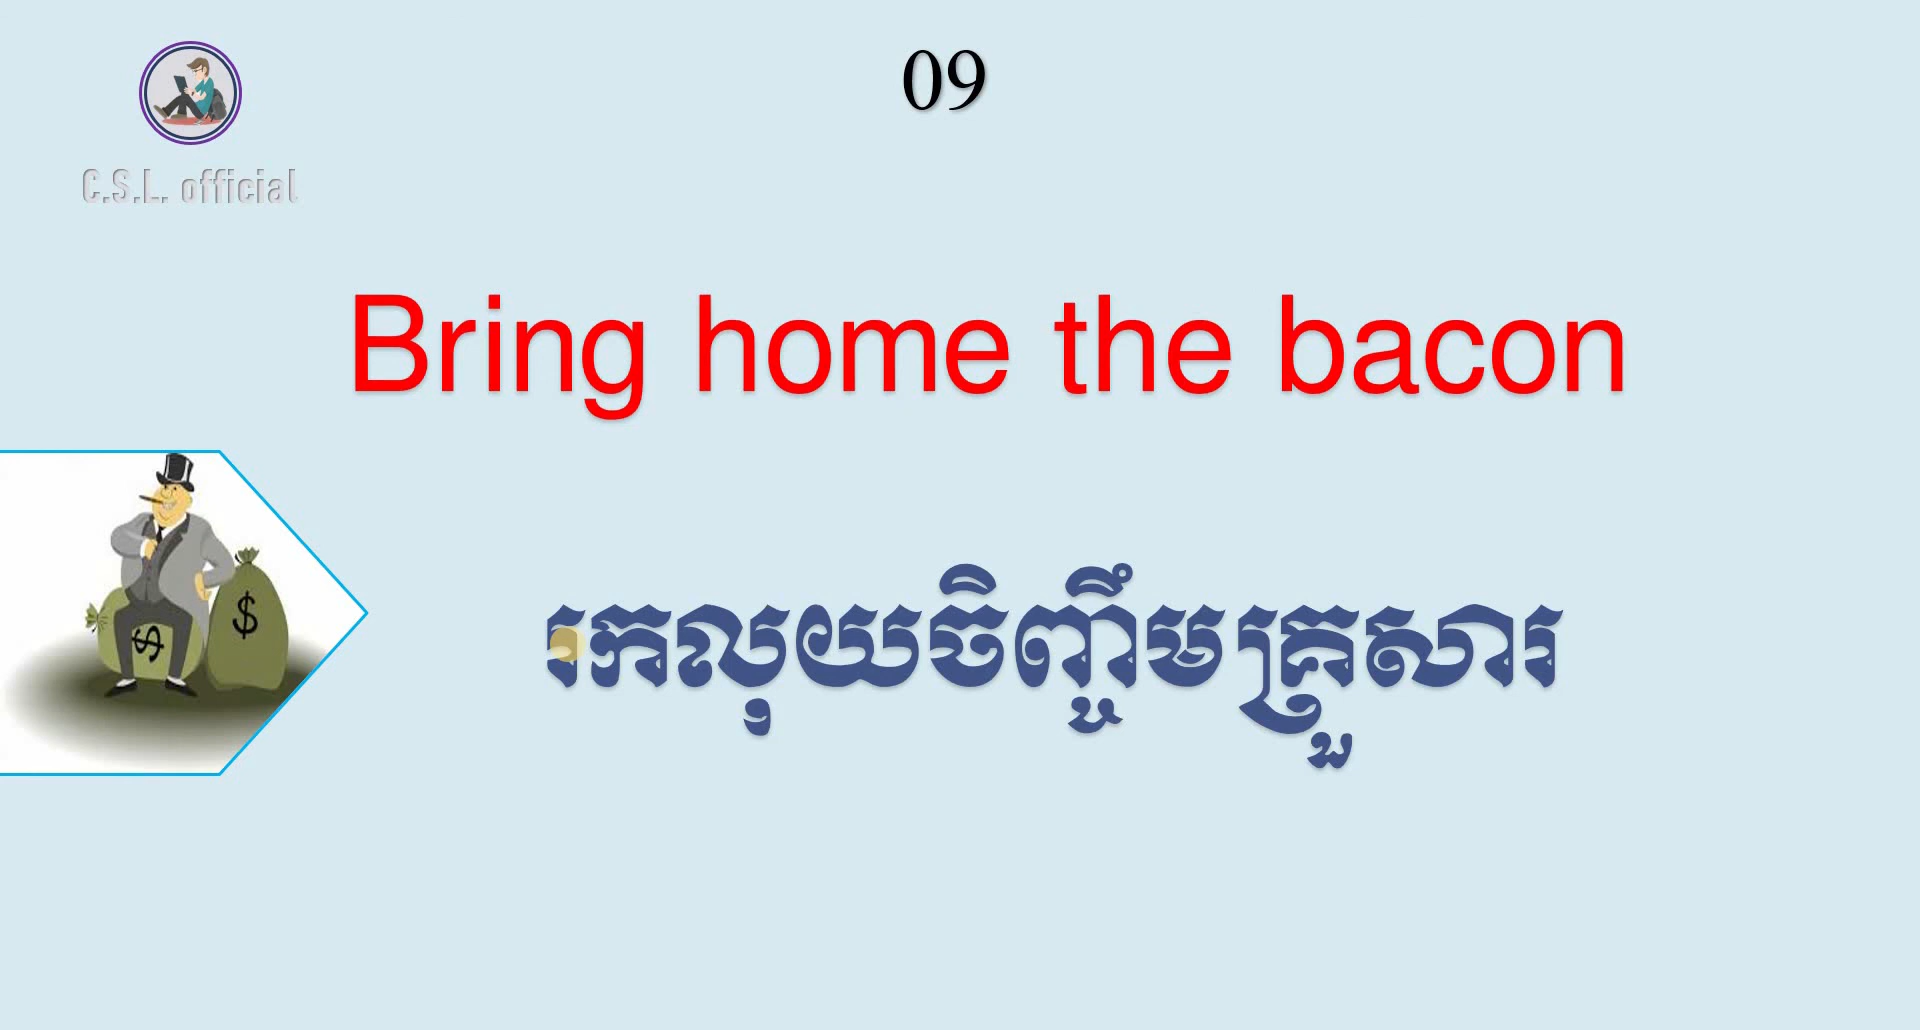 09
C.S.L. official
Bring home the bacon
រកលុយចិញ្ចឹមគ្រួសារ
$
$